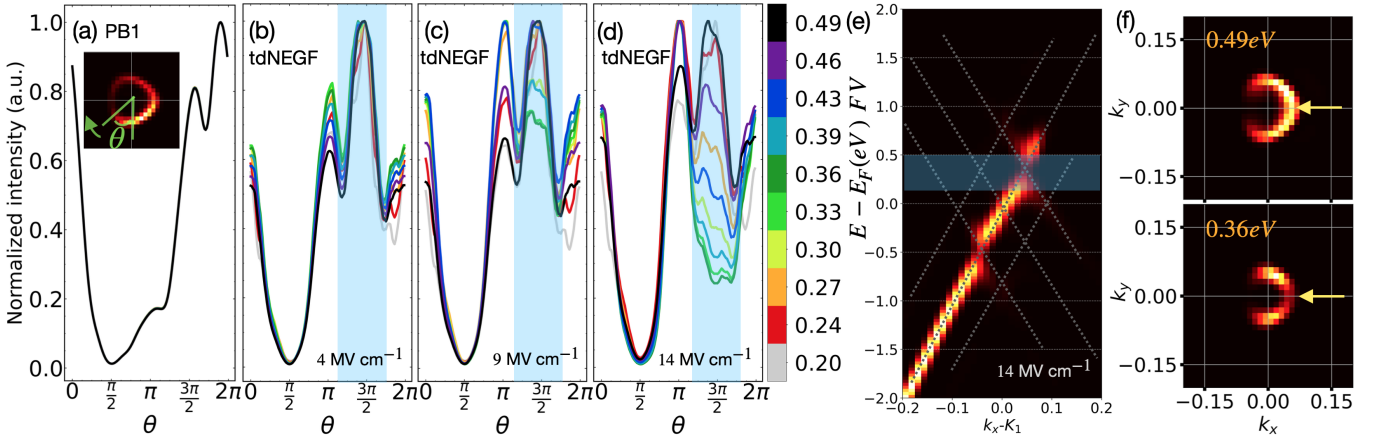 Normalized intensity (a.u.)
1.0
0.8
0.6
0.4
0.2
0.0
(a) PB1
θ
0 π/2 π 3π/2 2π
θ
(b)
tdNEGF
4 MV cm⁻¹
0 π/2 π 3π/2 2π
θ
(c)
tdNEGF
9 MV cm⁻¹
0 π/2 π 3π/2 2π
θ
(d)
tdNEGF
14 MV cm⁻¹
0 π/2 π 3π/2 2π
θ
0.49
0.46
0.43
0.39
0.36
0.33
0.30
0.27
0.24
0.20
(e)
E − E_F(eV) FV
2.0
1.5
1.0
0.5
0.0
−0.5
−1.0
−1.5
2.0
14 MV cm⁻¹
−0.2 −0.1 0.0 0.1 0.2
k_x-K_1
(f)
0.49eV
k_y
0.15
0.00
−0.15
0.36eV
k_y
0.15
0.00
−0.15
−0.15 0.00 0.15
k_x